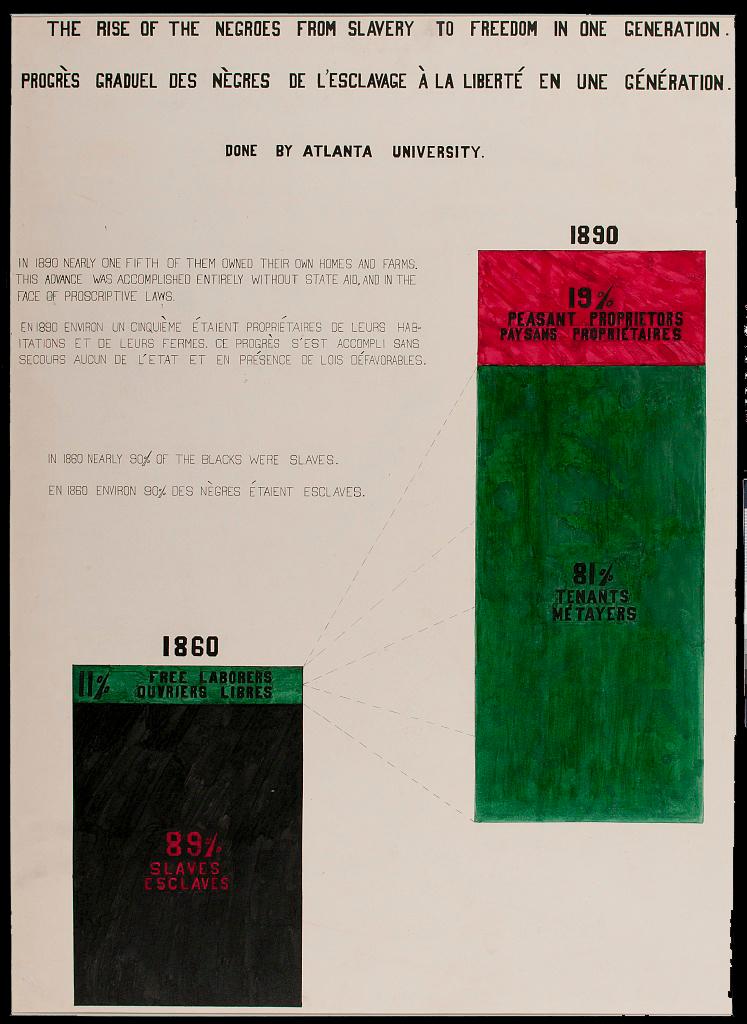 THE RISE OF THE NEGROES FROM SLAVERY TO FREEDOM IN ONE GENERATION.
PROGRÈS GRADUEL DES NÈGRES DE L'ESCLAVAGE À LA LIBERTÉ EN UNE GÉNÉRATION.
DONE BY ATLANTA UNIVERSITY.
IN 1890 NEARLY ONE FIFTH OF THEM OWNED THEIR OWN HOMES AND FARMS.
THIS ADVANCE WAS ACCOMPLISHED ENTIRELY WITHOUT STATE AID, AND IN THE
FACE OF PROSCRIPTIVE LAWS.
EN 1890 ENVIRON UN CINQUIÈME ÉTAIENT PROPRIÉTAIRES DE LEURS HAB-
ITATIONS ET DE LEURS FERMES. CE PROGRÈS S'EST ACCOMPLI SANS
SECOURS AUCUN DE L'ETAT ET EN PRÉSENCE DE LOIS DÉFAVORABLES.
IN 1860 NEARLY 90% OF THE BLACKS WERE SLAVES.
EN 1860 ENVIRON 90% DES NÈGRES ÉTAIENT ESCLAVES.
1890
19%
PEASANT PROPRIETORS
PAYSANS PROPRIÉTAIRES
81%
TENANTS
MÉTAYERS
1860
11% FREE LABORERS
OUVRIERS LIBRES
89%
SLAVES
ESCLAVES